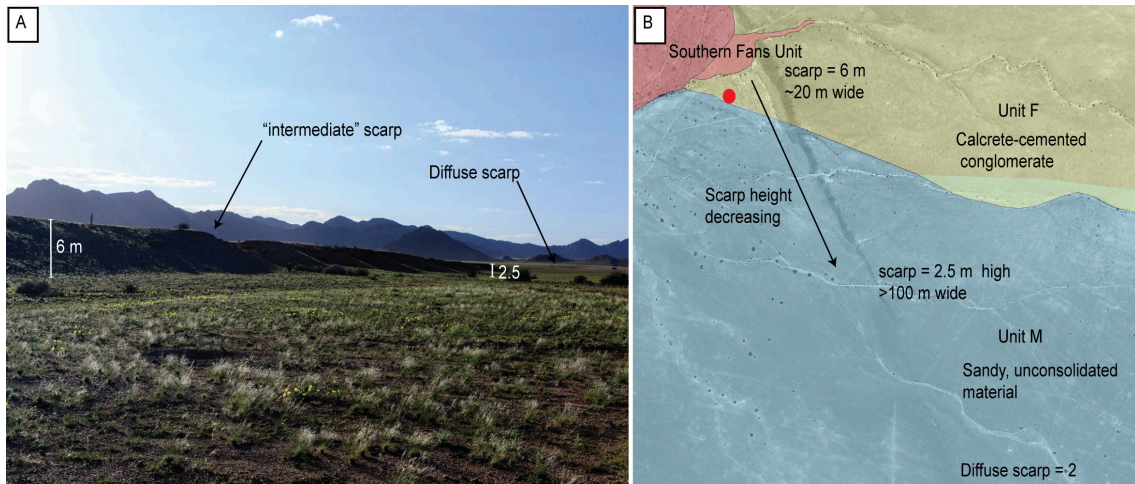 A
"intermediate" scarp
Diffuse scarp
6 m
2.5
B
Southern Fans Unit
scarp = 6 m
~20 m wide
Unit F
Calcrete-cemented
conglomerate
Scarp height
decreasing
scarp = 2.5 m high
>100 m wide
Unit M
Sandy, unconsolidated
material
Diffuse scarp = 2